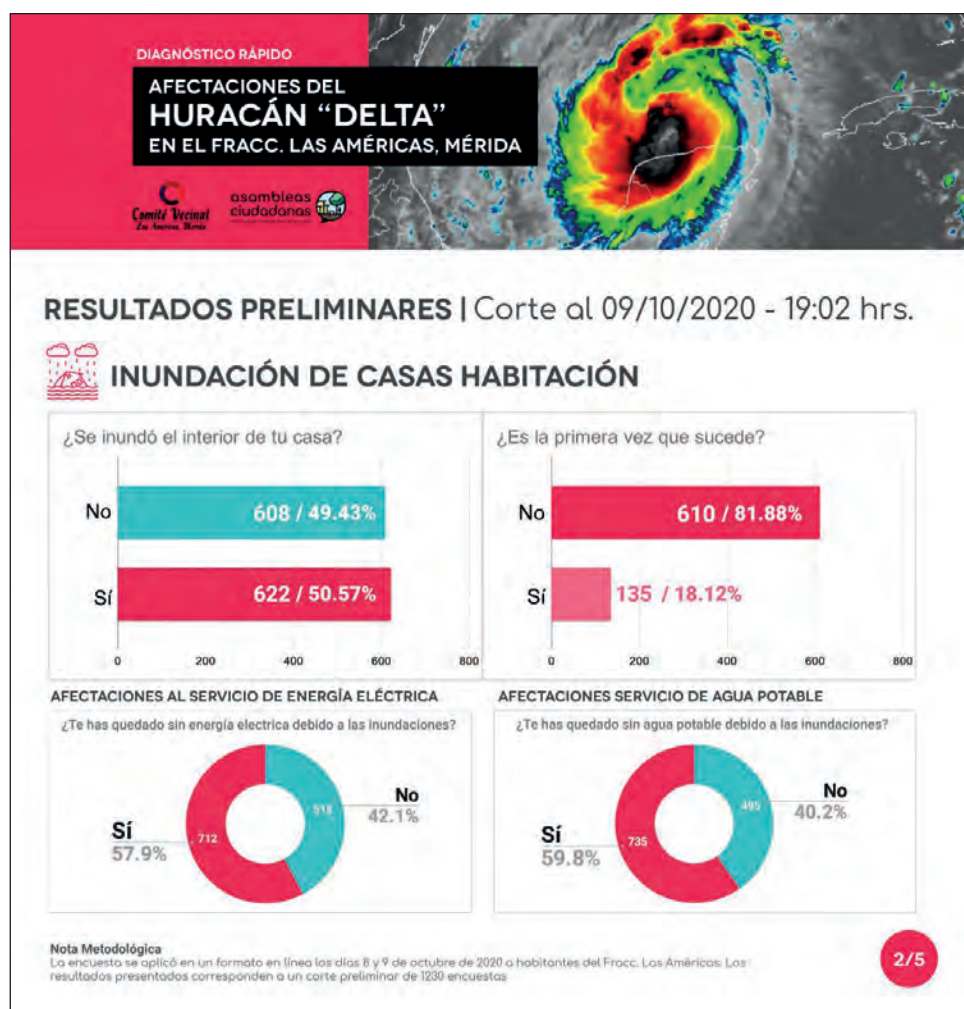 DIAGNÓSTICO RÁPIDO
AFECTACIONES DEL
HURACÁN “DELTA”
EN EL FRACC. LAS AMÉRICAS, MÉRIDA
Comité Vecinal
Las Américas, Mérida
asambleas
ciudadanas
RESULTADOS PRELIMINARES | Corte al 09/10/2020 - 19:02 hrs.
INUNDACIÓN DE CASAS HABITACIÓN
¿Se inundó el interior de tu casa?
No
608 / 49.43%
Sí
622 / 50.57%
0 200 400 600 800
¿Es la primera vez que sucede?
No
610 / 81.88%
Sí
135 / 18.12%
0 200 400 600 800
AFECTACIONES AL SERVICIO DE ENERGÍA ELÉCTRICA
¿Te has quedado sin energía electrica debido a las inundaciones?
518
No
42.1%
Sí
57.9%
712
AFECTACIONES SERVICIO DE AGUA POTABLE
¿Te has quedado sin agua potable debido a las inundaciones?
495
No
40.2%
Sí
59.8%
735
Nota Metodológica
La encuesta se aplicó en un formato en línea los días 8 y 9 de octubre de 2020 a habitantes del Fracc. Las Américas. Los
resultados presentados corresponden a un corte preliminar de 1230 encuestas
2/5